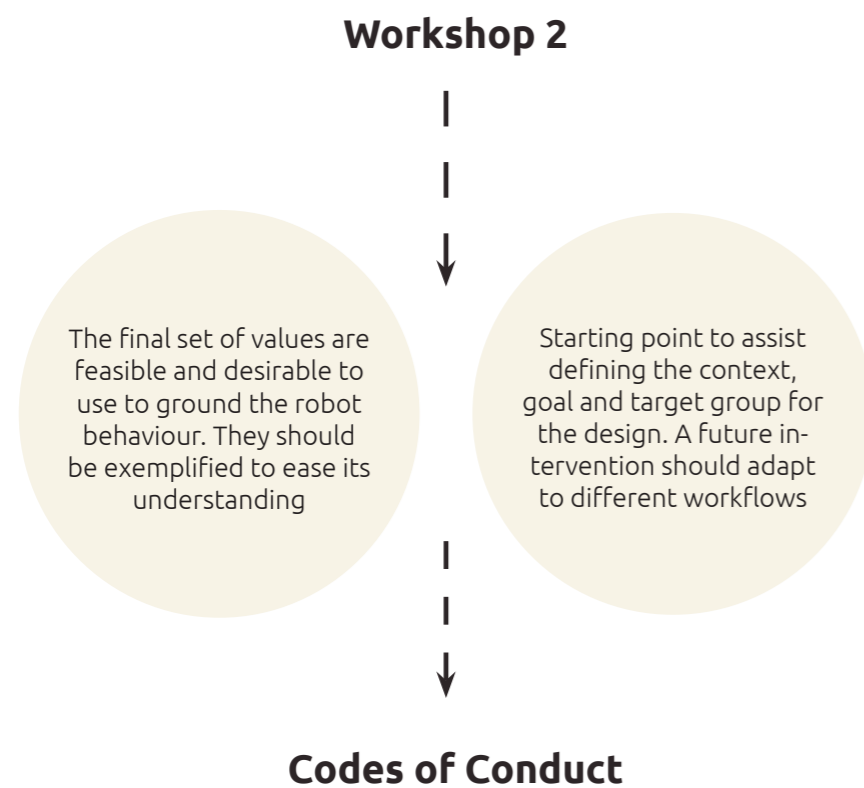 Workshop 2
The final set of values are
feasible and desirable to
use to ground the robot
behaviour. They should
be exemplified to ease its
understanding
Starting point to assist
defining the context,
goal and target group for
the design. A future in-
tervention should adapt
to different workflows
Codes of Conduct